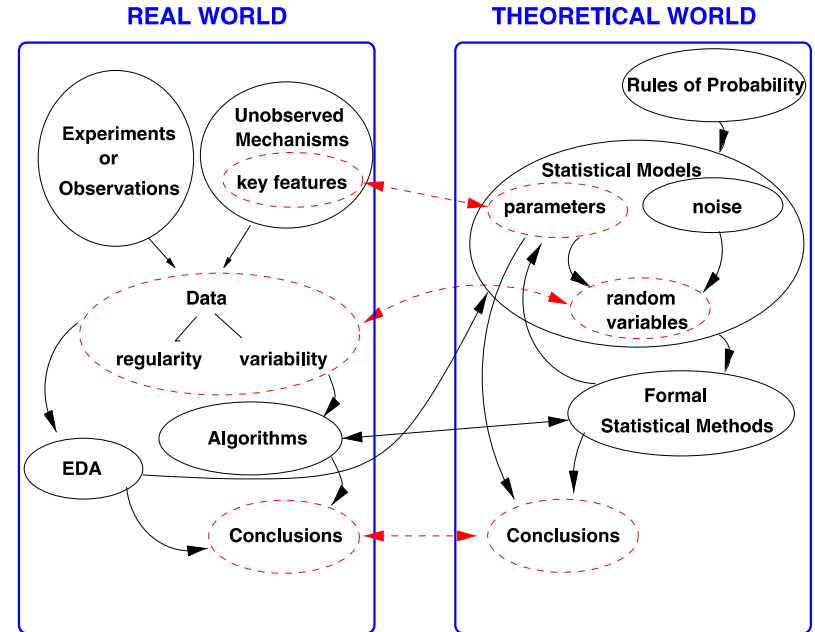 REAL WORLD
THEORETICAL WORLD
Experiments
or
Observations
Unobserved
Mechanisms
key features
Data
regularity
variability
Algorithms
EDA
Conclusions
Rules of Probability
Statistical Models
parameters
noise
random
variables
Formal
Statistical Methods
Conclusions